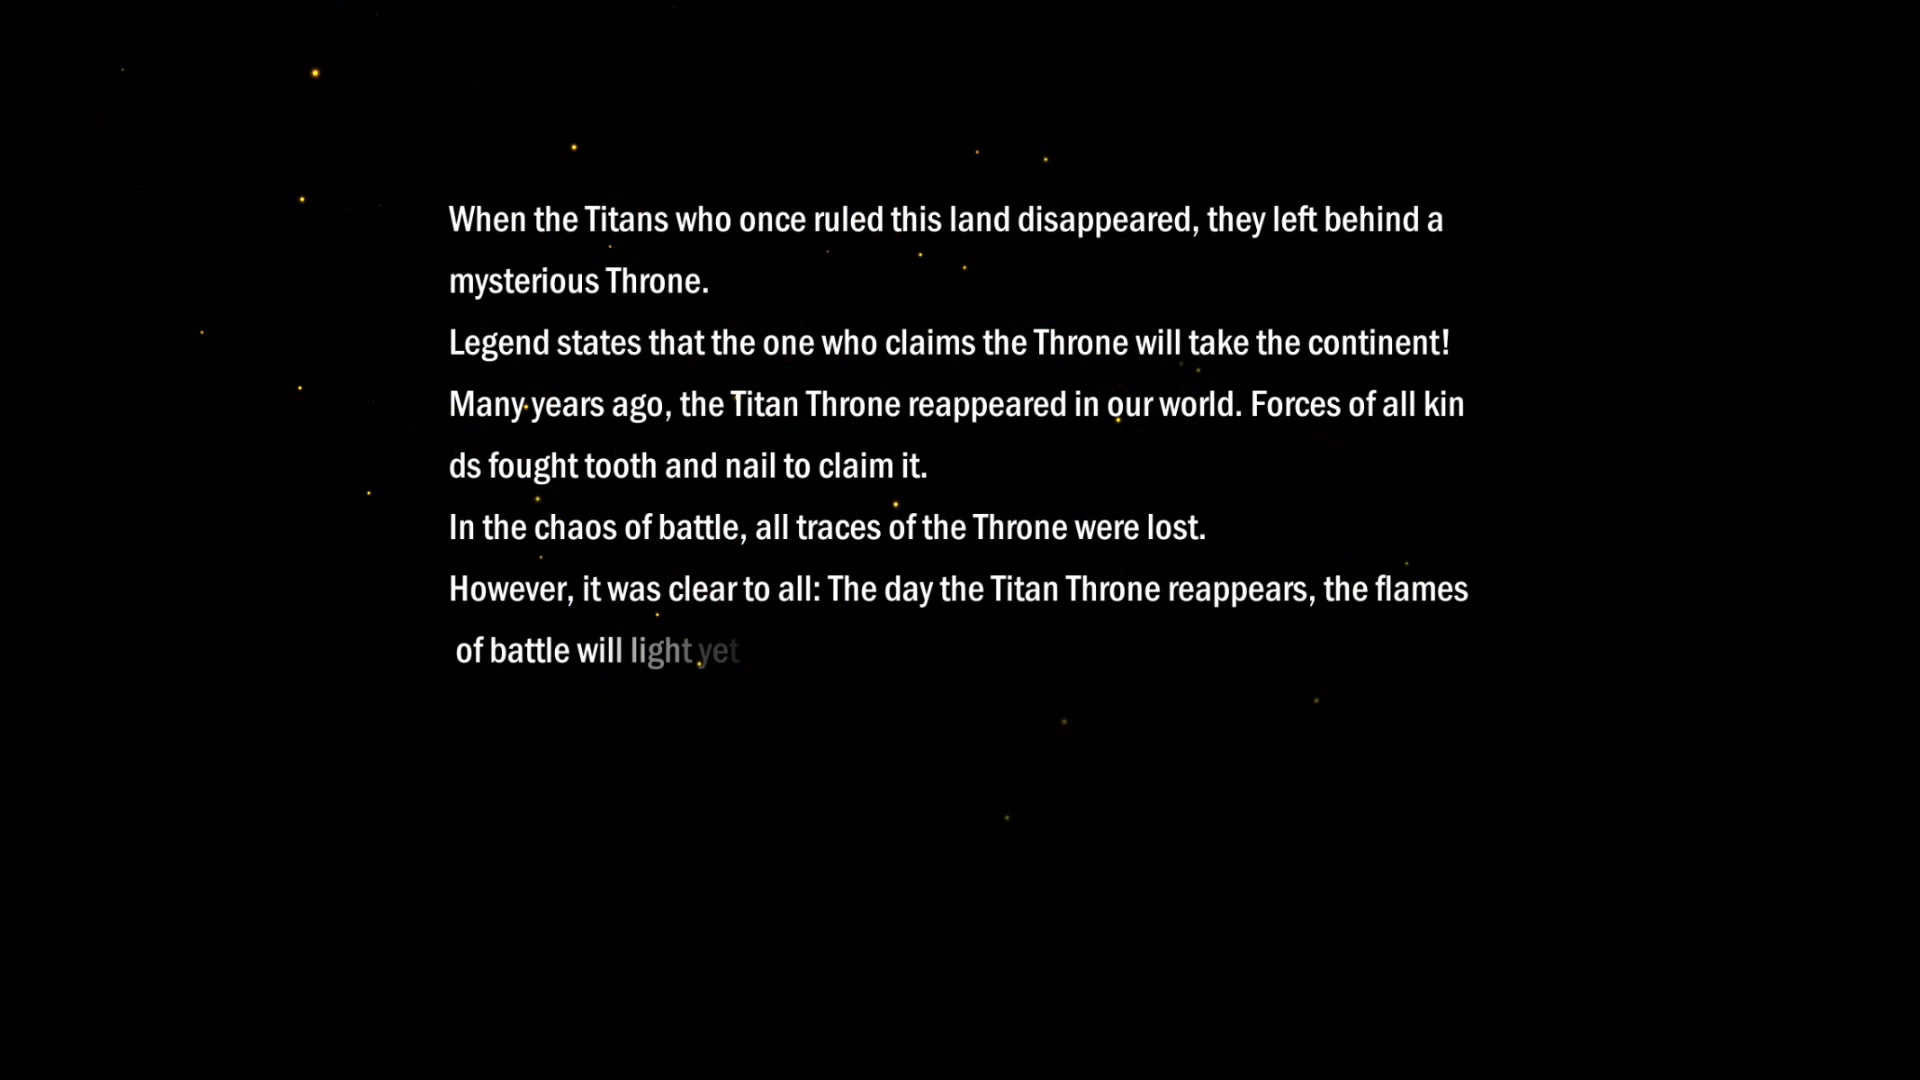 When the Titans who once ruled this land disappeared, they left behind a
mysterious Throne.
Legend states that the one who claims the Throne will take the continent!
Many years ago, the Titan Throne reappeared in our world. Forces of all kin
ds fought tooth and nail to claim it.
In the chaos of battle, all traces of the Throne were lost.
However, it was clear to all: The day the Titan Throne reappears, the flames
of battle will light yet